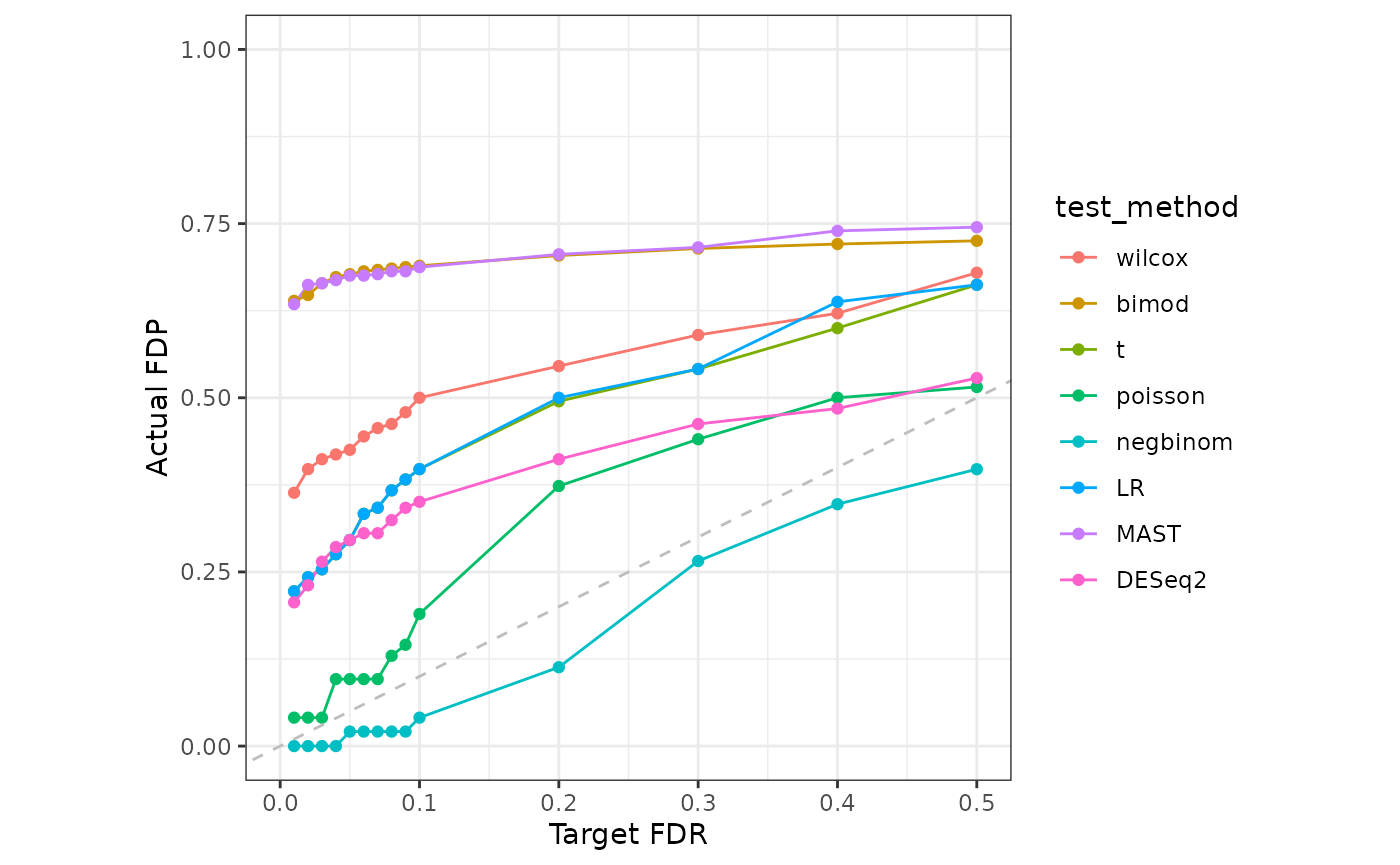 1.00
0.75
0.50
0.25
0.00
Actual FDP
0.0 0.1 0.2 0.3 0.4 0.5
Target FDR
test_method
wilcox
bimod
t
poisson
negbinom
LR
MAST
DESeq2